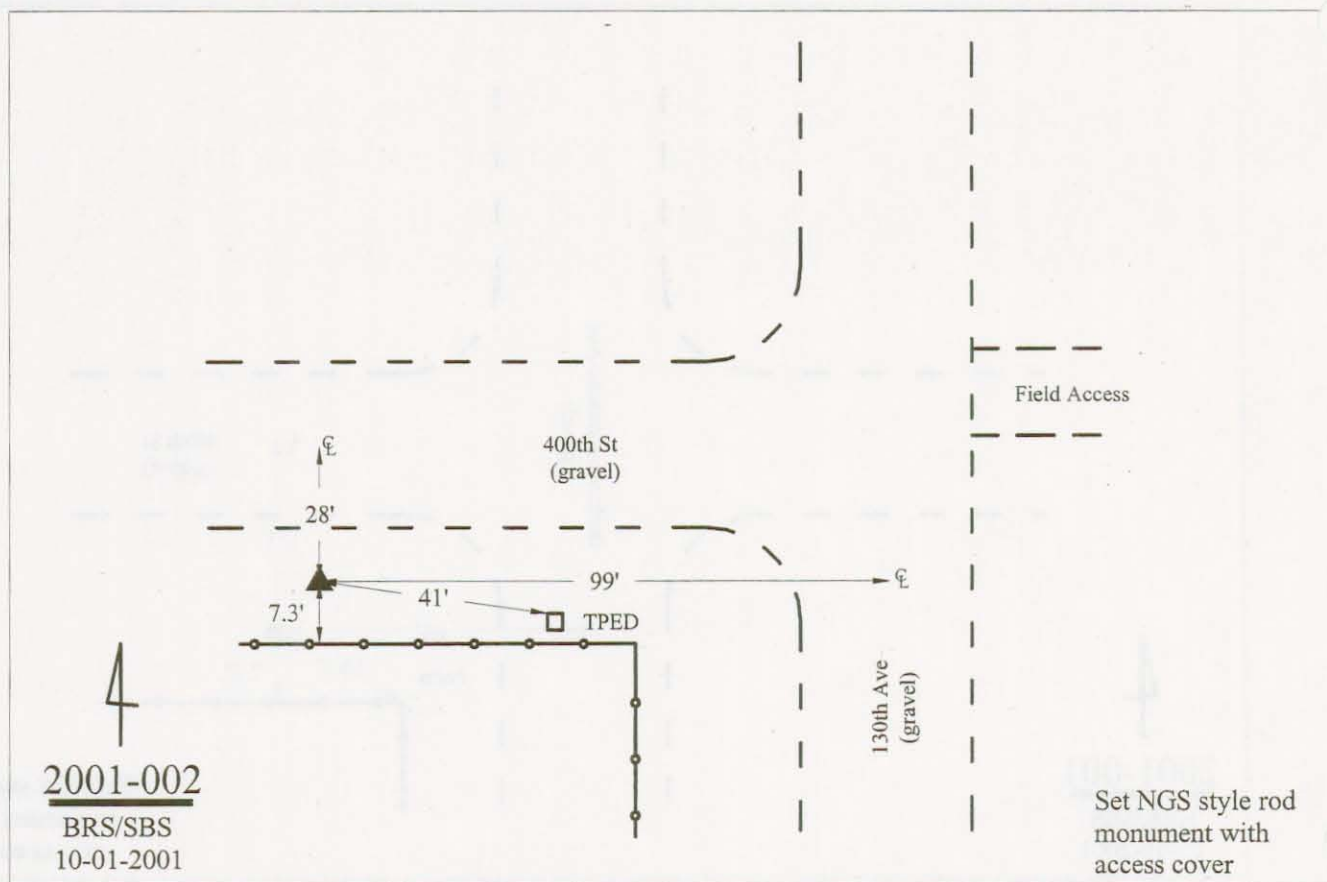 Field Access
400th St
(gravel)
℄
28'
99'
℄
41'
7.3'
TPED
130th Ave
(gravel)
2001-002
BRS/SBS
10-01-2001
Set NGS style rod
monument with
access cover